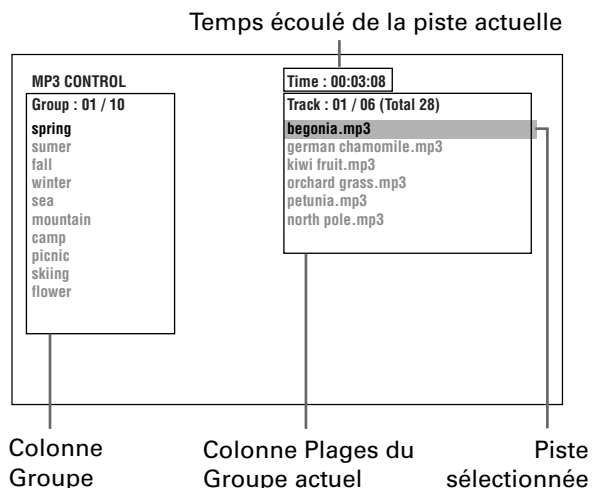 Temps écoulé de la piste actuelle
MP3 CONTROL
Group : 01 / 10
spring
sumer
fall
winter
sea
mountain
camp
picnic
skiing
flower
Time : 00:03:08
Track : 01 / 06 (Total 28)
begonia.mp3
german chamomile.mp3
kiwi fruit.mp3
orchard grass.mp3
petunia.mp3
north pole.mp3
Colonne
Groupe
Colonne Plages du
Groupe actuel
Piste
sélectionnée